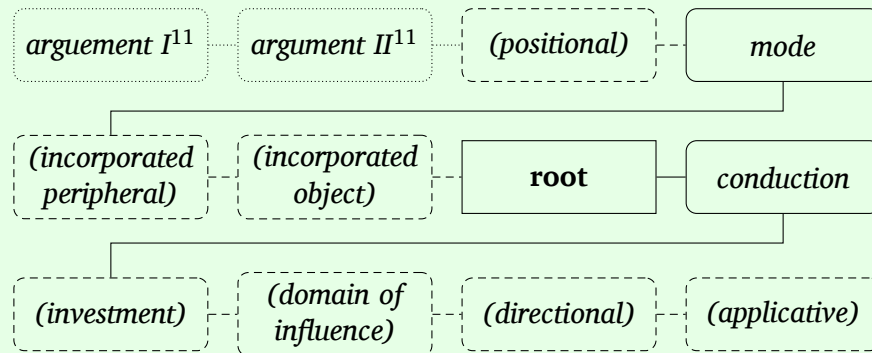 arguement I¹¹ argument II¹¹ (positional) mode
(incorporated peripheral) (incorporated object) root conduction
(investment) (domain of influence) (directional) (applicative)